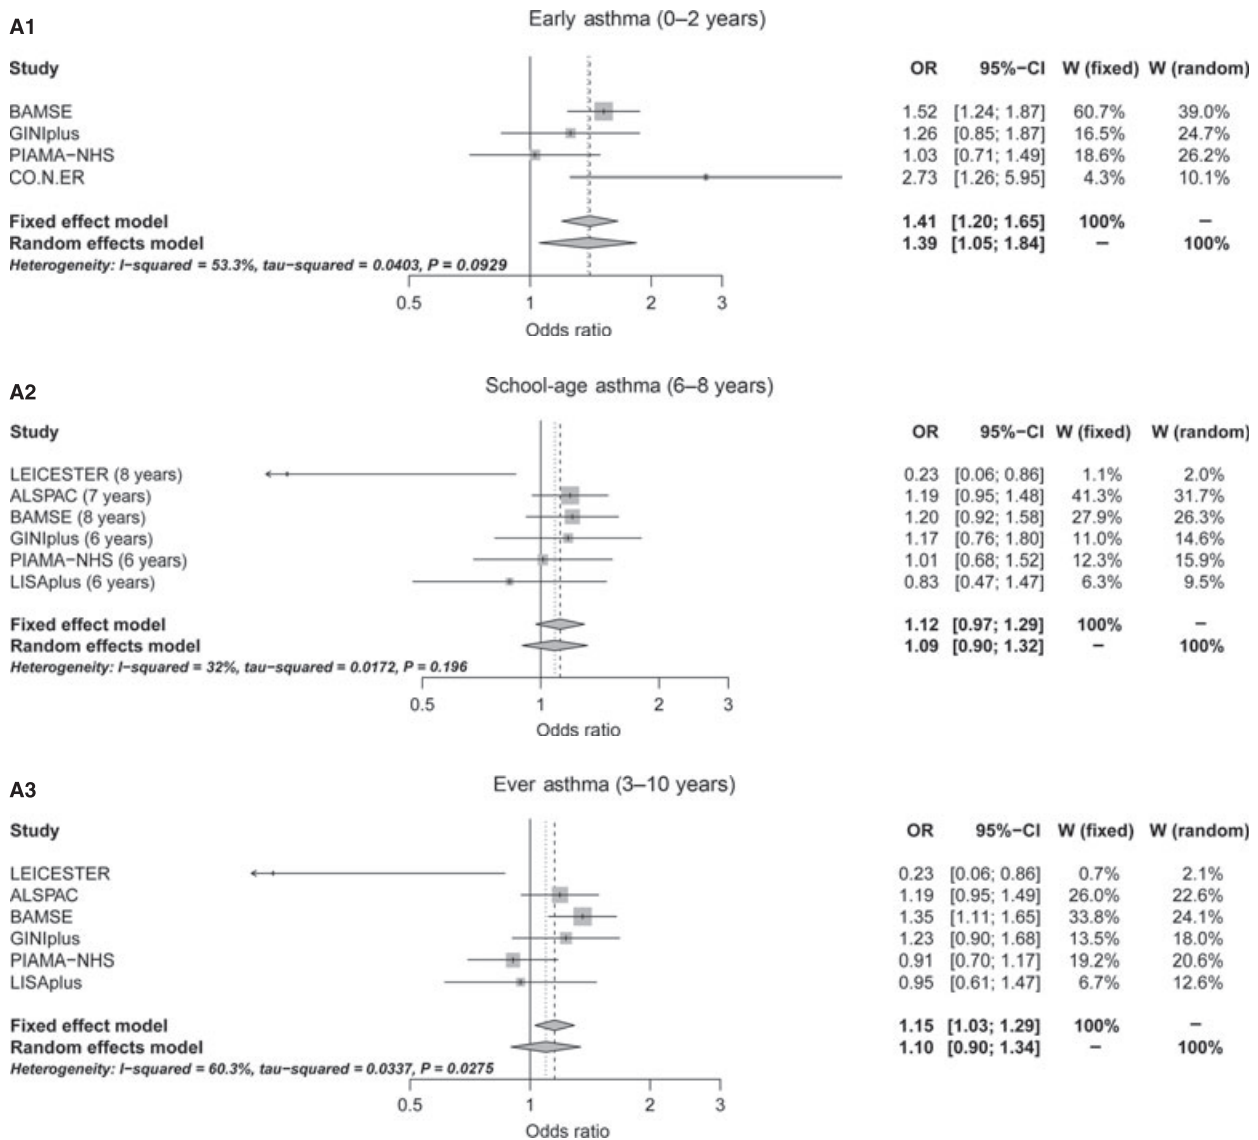 A1
Early asthma (0–2 years)
Study OR 95%−CI W (fixed) W (random)
BAMSE 1.52 [1.24; 1.87] 60.7% 39.0%
GINIplus 1.26 [0.85; 1.87] 16.5% 24.7%
PIAMA−NHS 1.03 [0.71; 1.49] 18.6% 26.2%
CO.N.ER 2.73 [1.26; 5.95] 4.3% 10.1%
Fixed effect model 1.41 [1.20; 1.65] 100% –
Random effects model 1.39 [1.05; 1.84] – 100%
Heterogeneity: I−squared = 53.3%, tau−squared = 0.0403, P = 0.0929
0.5 1 2 3
Odds ratio
A2
School-age asthma (6–8 years)
Study OR 95%−CI W (fixed) W (random)
LEICESTER (8 years) 0.23 [0.06; 0.86] 1.1% 2.0%
ALSPAC (7 years) 1.19 [0.95; 1.48] 41.3% 31.7%
BAMSE (8 years) 1.20 [0.92; 1.58] 27.9% 26.3%
GINIplus (6 years) 1.17 [0.76; 1.80] 11.0% 14.6%
PIAMA−NHS (6 years) 1.01 [0.68; 1.52] 12.3% 15.9%
LISAplus (6 years) 0.83 [0.47; 1.47] 6.3% 9.5%
Fixed effect model 1.12 [0.97; 1.29] 100% –
Random effects model 1.09 [0.90; 1.32] – 100%
Heterogeneity: I−squared = 32%, tau−squared = 0.0172, P = 0.196
0.5 1 2 3
Odds ratio
A3
Ever asthma (3–10 years)
Study OR 95%−CI W (fixed) W (random)
LEICESTER 0.23 [0.06; 0.86] 0.7% 2.1%
ALSPAC 1.19 [0.95; 1.49] 26.0% 22.6%
BAMSE 1.35 [1.11; 1.65] 33.8% 24.1%
GINIplus 1.23 [0.90; 1.68] 13.5% 18.0%
PIAMA−NHS 0.91 [0.70; 1.17] 19.2% 20.6%
LISAplus 0.95 [0.61; 1.47] 6.7% 12.6%
Fixed effect model 1.15 [1.03; 1.29] 100% –
Random effects model 1.10 [0.90; 1.34] – 100%
Heterogeneity: I−squared = 60.3%, tau−squared = 0.0337, P = 0.0275
0.5 1 2 3
Odds ratio